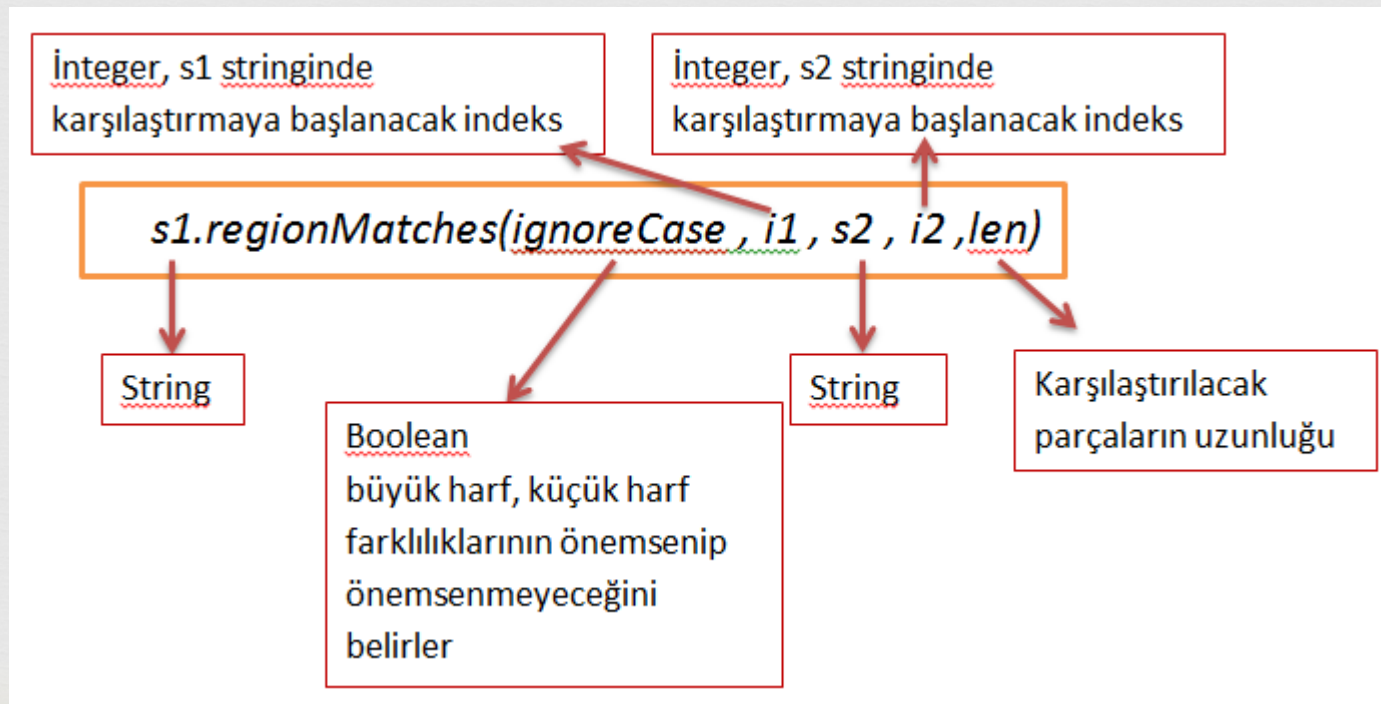 İnteger, s1 stringinde
karşılaştırmaya başlanacak indeks
İnteger, s2 stringinde
karşılaştırmaya başlanacak indeks
s1.regionMatches(ignoreCase , i1 , s2 , i2 ,len)
String
Boolean
büyük harf, küçük harf
farklılıklarının önemsenip
önemsenmeyeceğini
belirler
String
Karşılaştırılacak
parçaların uzunluğu